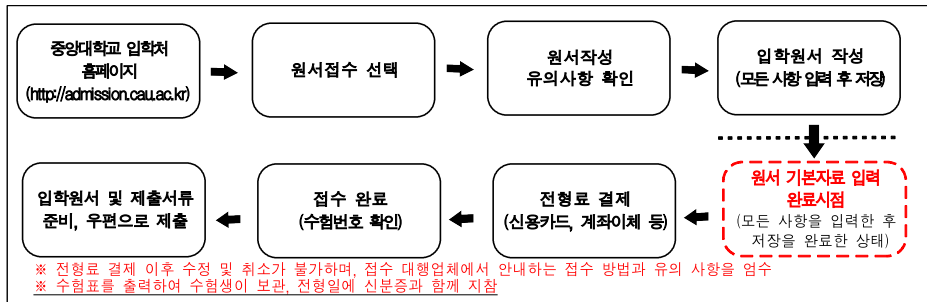 중앙대학교 입학처
홈페이지
(http://admission.cau.ac.kr)
원서접수 선택
원서작성
유의사항 확인
입학원서 작성
(모든 사항 입력 후 저장)
원서 기본자료 입력
완료시점
(모든 사항을 입력한 후
저장을 완료한 상태)
전형료 결제
(신용카드, 계좌이체 등)
접수 완료
(수험번호 확인)
입학원서 및 제출서류
준비, 우편으로 제출
※ 전형료 결제 이후 수정 및 취소가 불가하며, 접수 대행업체에서 안내하는 접수 방법과 유의 사항을 엄수
※ 수험표를 출력하여 수험생이 보관, 전형일에 신분증과 함께 지참